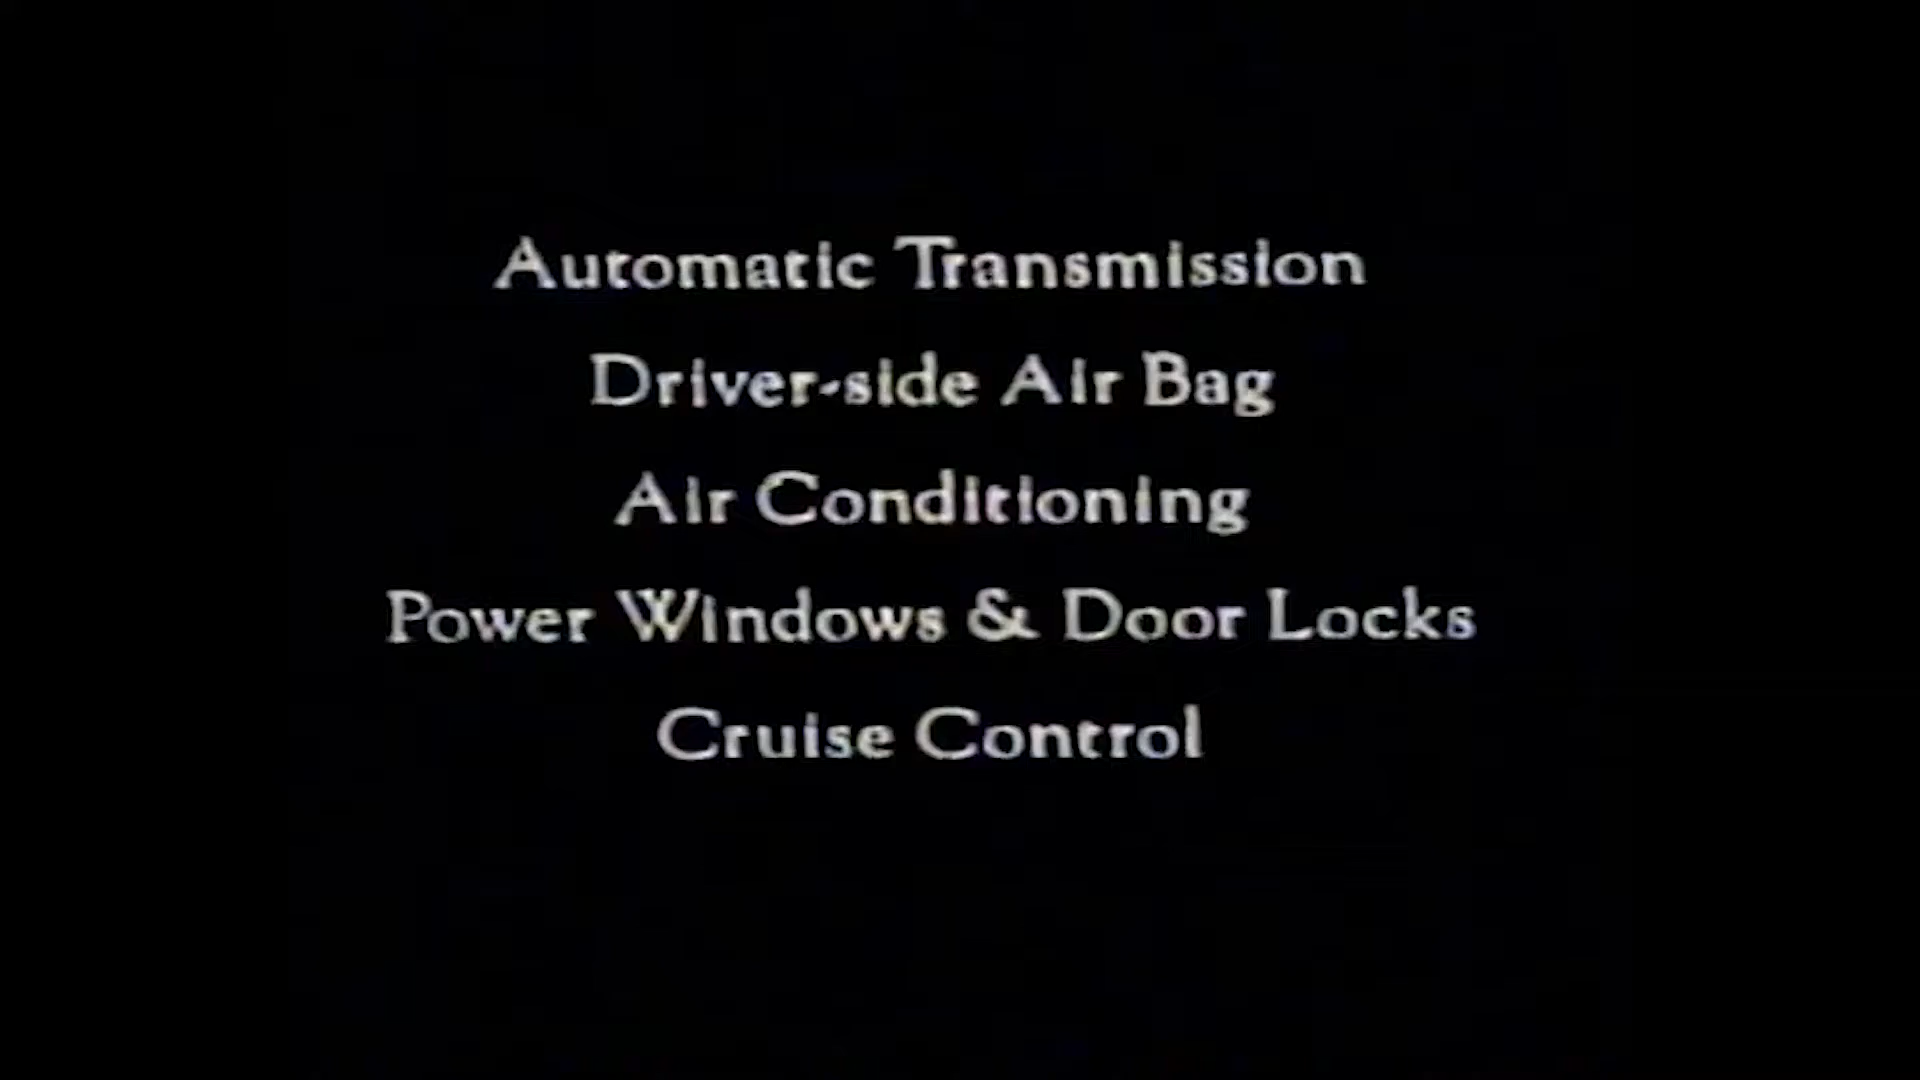 Automatic Transmission
Driver-side Air Bag
Air Conditioning
Power Windows & Door Locks
Cruise Control